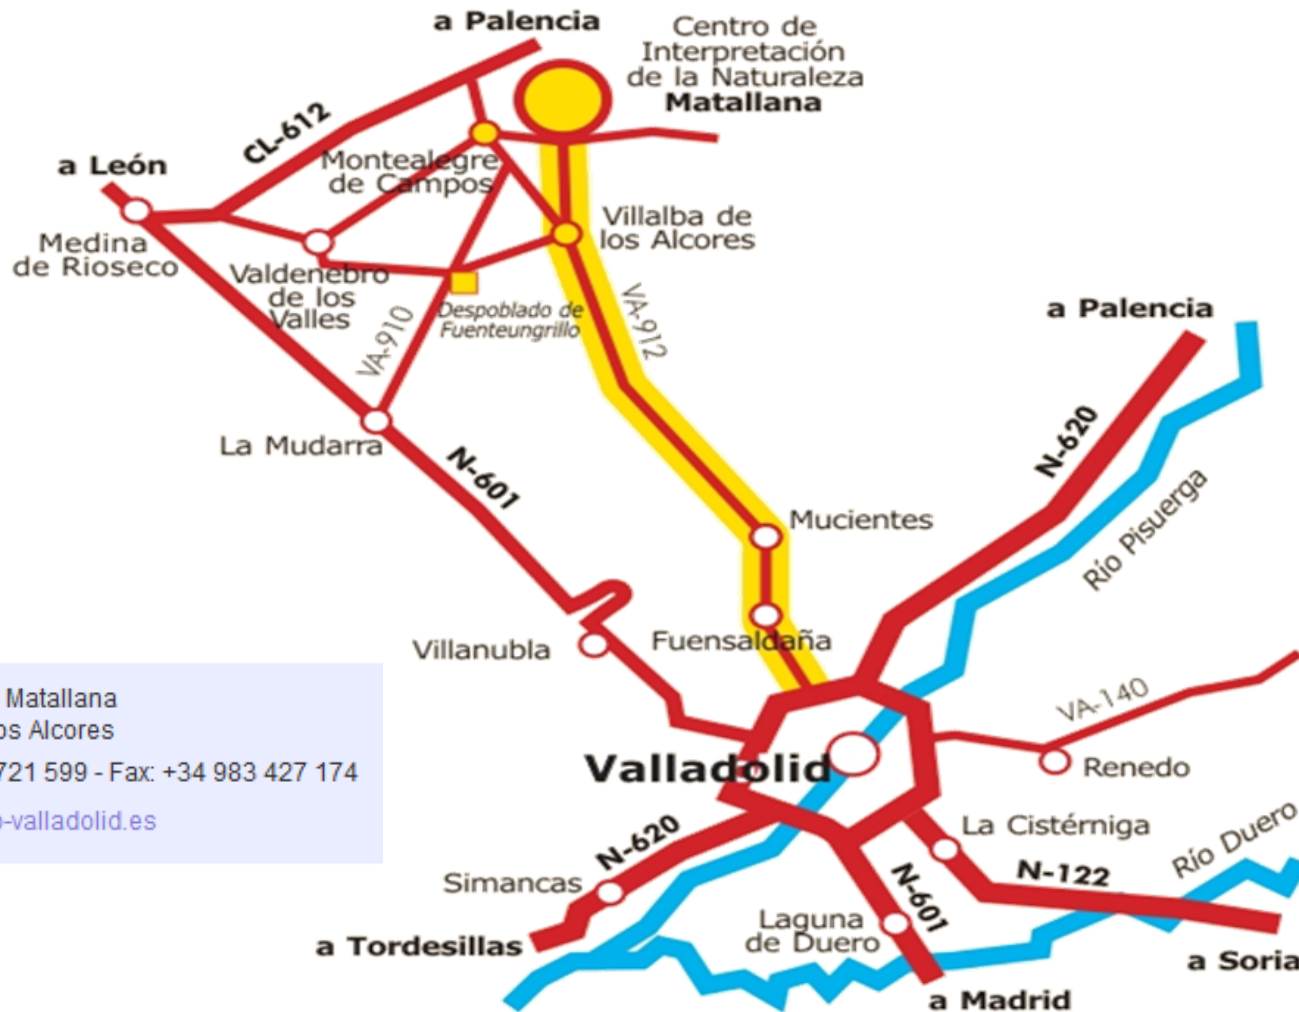 a Palencia
Centro de
Interpretación
de la Naturaleza
Matallana
CL-612
a León
Montealegre
de Campos
Medina
de Rioseco
Villalba de
los Alcores
Valdenebro
de los
Valles
Despoblado de
Fuenteungrillo
VA-910
VA-912
a Palencia
La Mudarra
N-601
N-620
Río Pisuerga
Mucientes
Villanubla
Fuensaldaña
VA-140
Renedo
Valladolid
Matallana
os Alcores
721 599 - Fax: +34 983 427 174
-valladolid.es
N-620
La Cistérniga
Río Duero
Simancas
N-122
N-601
Laguna
de Duero
a Tordesillas
a Soria
a Madrid